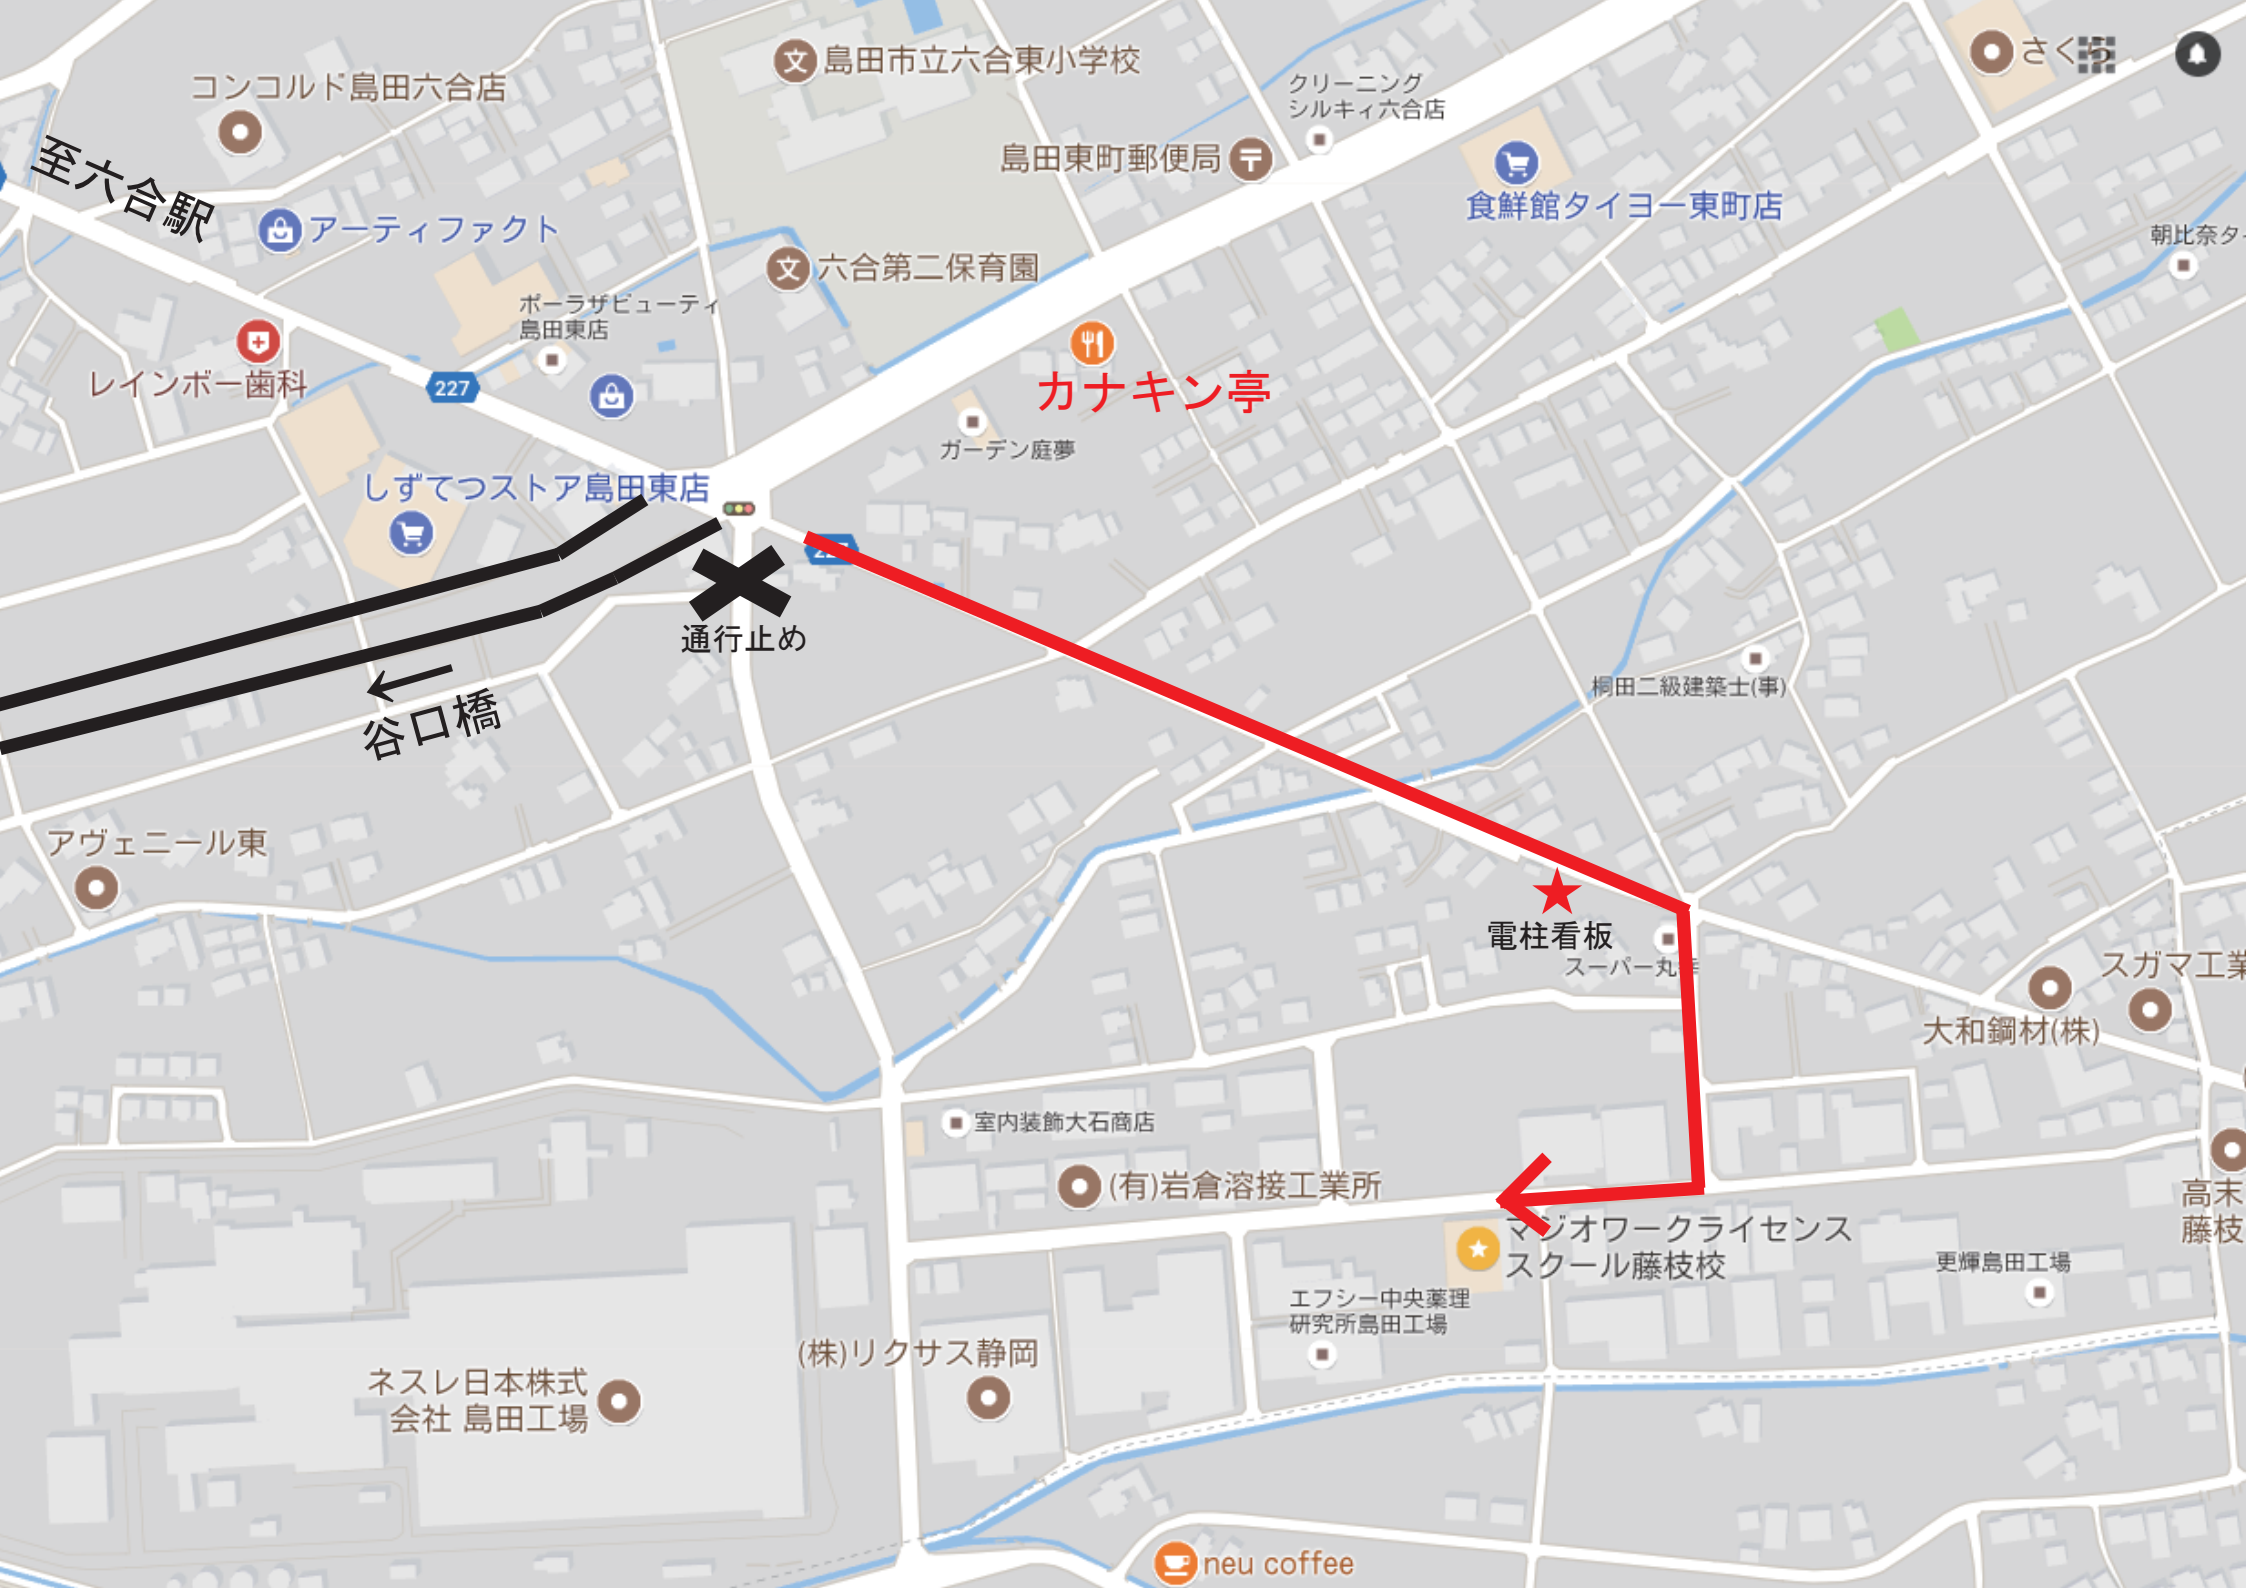 島田市立六合東小学校
さくら
コンコルド島田六合店
クリーニング
シルキィ六合店
至六合駅
島田東町郵便局
食鮮館タイヨー東町店
アーティファクト
朝比奈タ
六合第二保育園
ポーラザビューティ
島田東店
レインボー歯科
227
カナキン亭
ガーデン庭夢
しずてつストア島田東店
227
通行止め
谷口橋
桐田二級建築士(事)
アヴェニール東
電柱看板
スーパー丸
スガマ工業
大和鋼材(株)
室内装飾大石商店
(有)岩倉溶接工業所
高末
藤枝
マジオワークライセンス
スクール藤枝校
更輝島田工場
エフシー中央薬理
研究所島田工場
(株)リクサス静岡
ネスレ日本株式
会社 島田工場
neu coffee